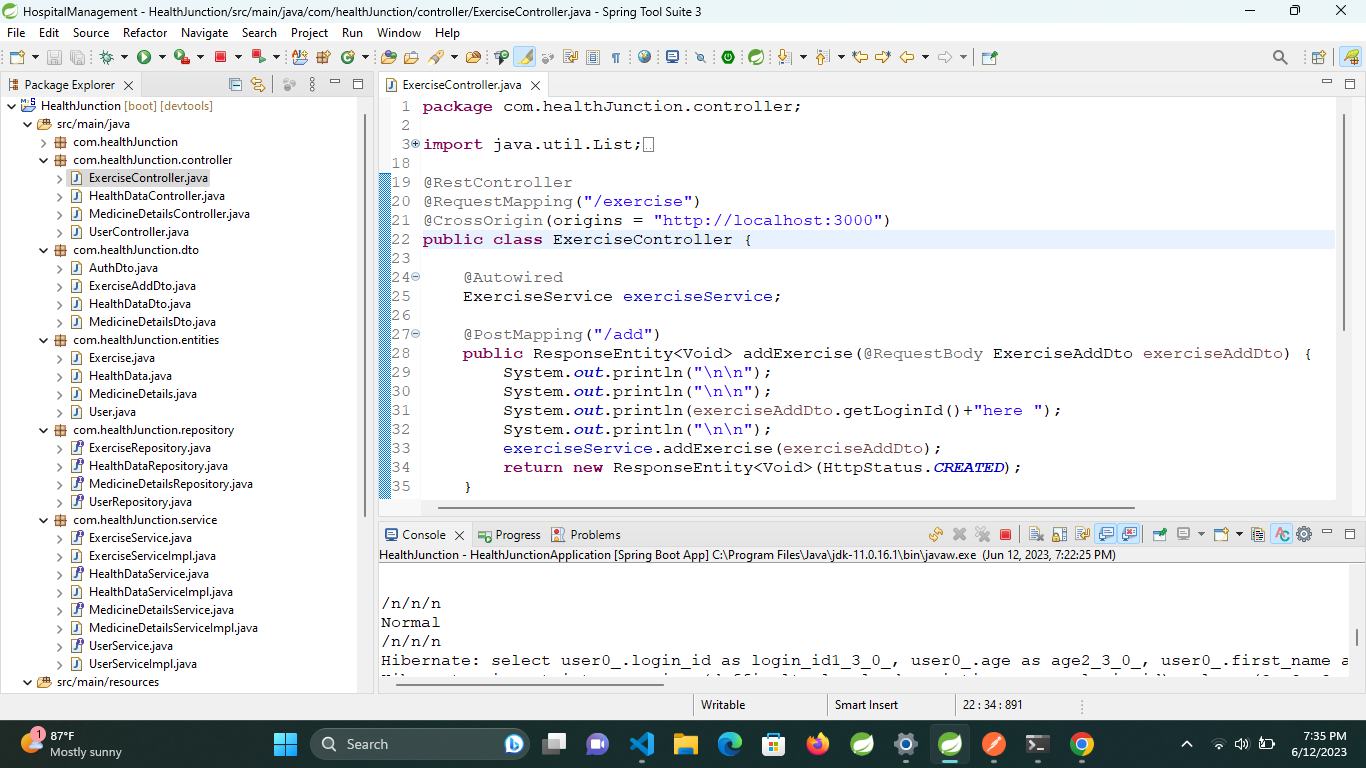 HospitalManagement - HealthJunction/src/main/java/com/healthJunction/controller/ExerciseController.java - Spring Tool Suite 3
File Edit Source Refactor Navigate Search Project Run Window Help
Package Explorer
HealthJunction [boot] [devtools]
src/main/java
com.healthJunction
com.healthJunction.controller
ExerciseController.java
HealthDataController.java
MedicineDetailsController.java
UserController.java
com.healthJunction.dto
AuthDto.java
ExerciseAddDto.java
HealthDataDto.java
MedicineDetailsDto.java
com.healthJunction.entities
Exercise.java
HealthData.java
MedicineDetails.java
User.java
com.healthJunction.repository
ExerciseRepository.java
HealthDataRepository.java
MedicineDetailsRepository.java
UserRepository.java
com.healthJunction.service
ExerciseService.java
ExerciseServiceImpl.java
HealthDataService.java
HealthDataServiceImpl.java
MedicineDetailsService.java
MedicineDetailsServiceImpl.java
UserService.java
UserServiceImpl.java
src/main/resources
ExerciseController.java
1 package com.healthJunction.controller;
2
3 import java.util.List;
18
19 @RestController
20 @RequestMapping("/exercise")
21 @CrossOrigin(origins = "http://localhost:3000")
22 public class ExerciseController {
23
24 @Autowired
25 ExerciseService exerciseService;
26
27 @PostMapping("/add")
28 public ResponseEntity<Void> addExercise(@RequestBody ExerciseAddDto exerciseAddDto) {
29 System.out.println("\n\n");
30 System.out.println("\n\n");
31 System.out.println(exerciseAddDto.getLoginId()+"here ");
32 System.out.println("\n\n");
33 exerciseService.addExercise(exerciseAddDto);
34 return new ResponseEntity<Void>(HttpStatus.CREATED);
35 }
Console Progress Problems
HealthJunction - HealthJunctionApplication [Spring Boot App] C:\Program Files\Java\jdk-11.0.16.1\bin\javaw.exe (Jun 12, 2023, 7:22:25 PM)
/n/n/n
Normal
/n/n/n
Hibernate: select user0_.login_id as login_id1_3_0_, user0_.age as age2_3_0_, user0_.first_name a
Writable Smart Insert 22 : 34 : 891
1
87°F
Mostly sunny
Search
7:35 PM
6/12/2023